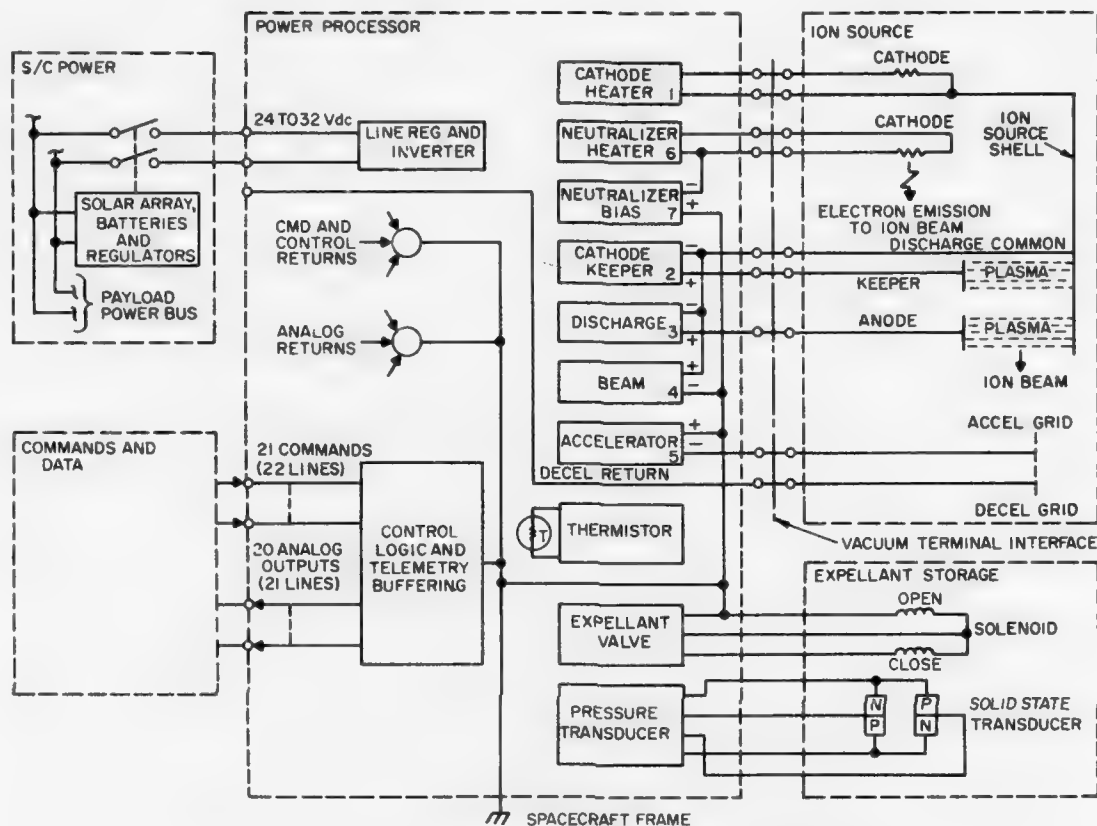 POWER PROCESSOR
ION SOURCE
S/C POWER
SOLAR ARRAY,
BATTERIES
AND
REGULATORS
PAYLOAD
POWER BUS
24 TO 32 Vdc
LINE REG AND
INVERTER
CMD AND
CONTROL
RETURNS
ANALOG
RETURNS
CATHODE
HEATER 1
NEUTRALIZER
HEATER 6
NEUTRALIZER
BIAS 7
- 
+
CATHODE
KEEPER 2
-
+
DISCHARGE 3
-
+
BEAM 4
+
-
ACCELERATOR 5
+
-
DECEL RETURN
T
THERMISTOR
CATHODE
CATHODE
ION
SOURCE
SHELL
ELECTRON EMISSION
TO ION BEAM
DISCHARGE COMMON
KEEPER
PLASMA
ANODE
PLASMA
ION BEAM
ACCEL GRID
DECEL GRID
VACUUM TERMINAL INTERFACE
COMMANDS AND
DATA
21 COMMANDS
(22 LINES)
20 ANALOG
OUTPUTS
(21 LINES)
CONTROL
LOGIC AND
TELEMETRY
BUFFERING
EXPELLANT STORAGE
EXPELLANT
VALVE
OPEN
SOLENOID
CLOSE
PRESSURE
TRANSDUCER
N
P
P
N
SOLID STATE
TRANSDUCER
SPACECRAFT FRAME